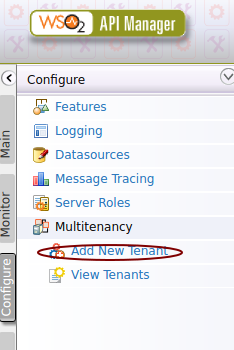 WSO2 API Manager
Configure
Main
Monitor
Configure
Features
Logging
Datasources
Message Tracing
Server Roles
Multitenancy
Add New Tenant
View Tenants